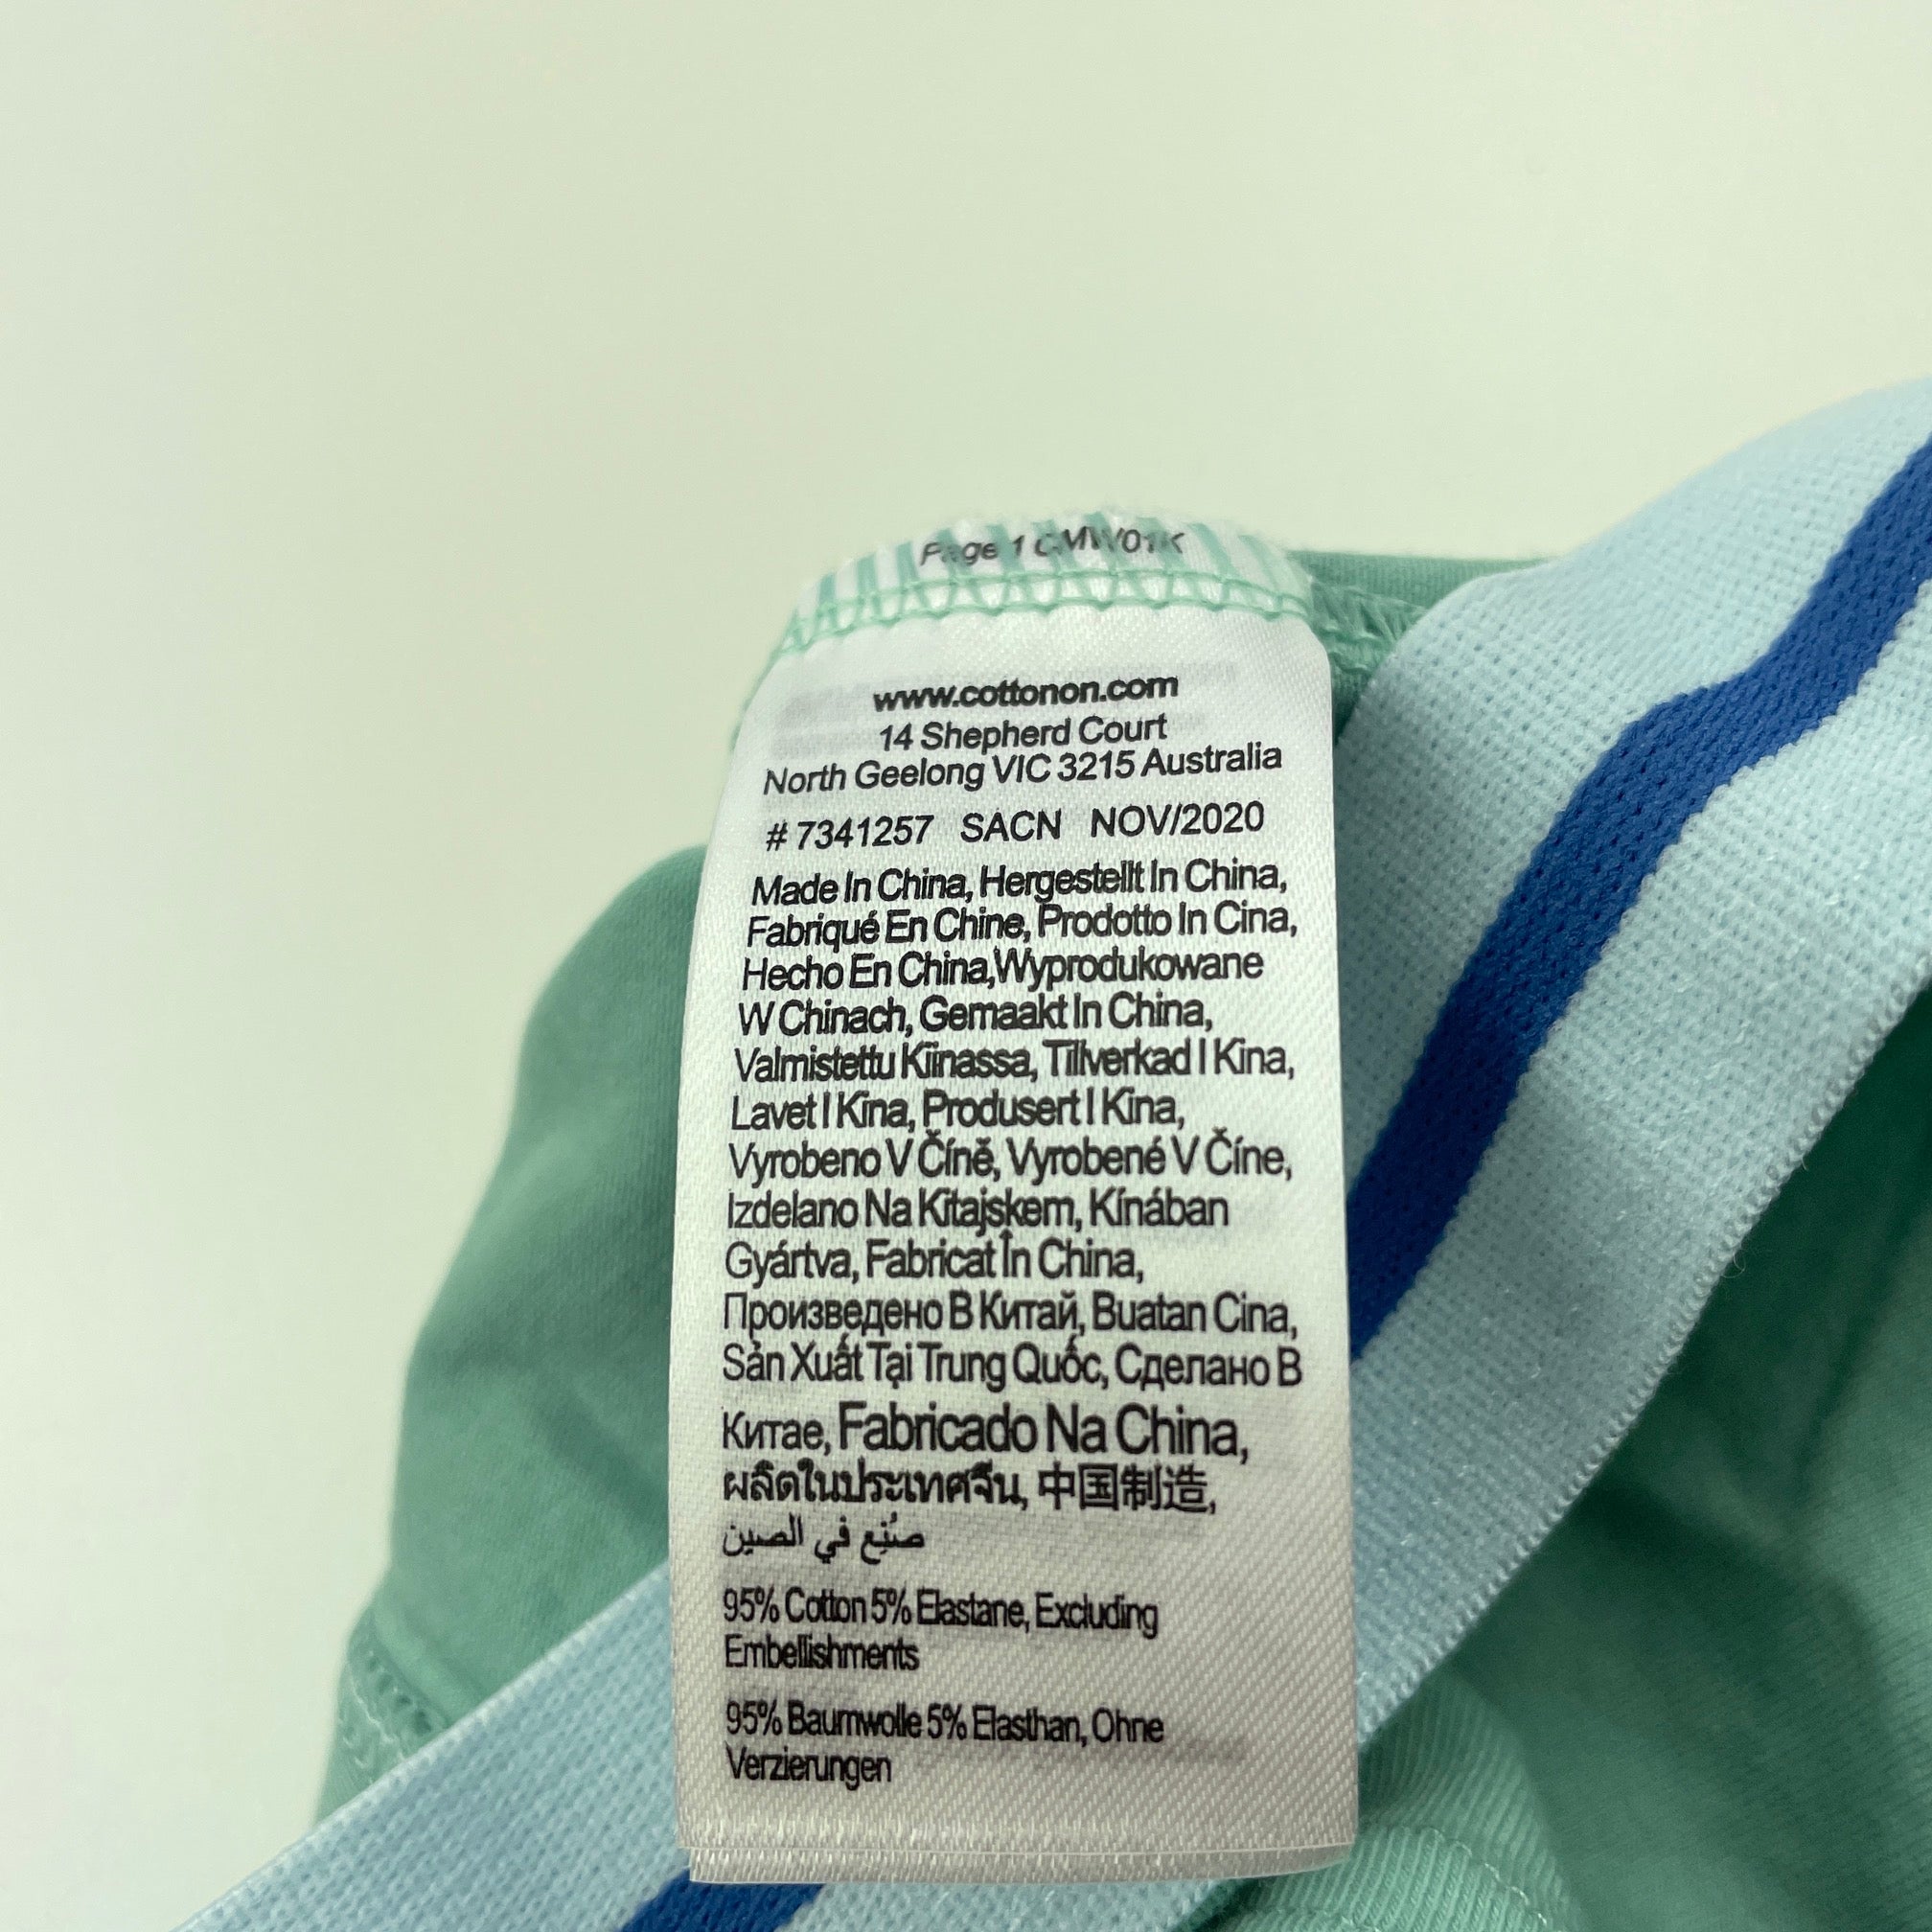 Page 1 CMW01K
www.cottonon.com
14 Shepherd Court
North Geelong VIC 3215 Australia
# 7341257 SACN NOV/2020
Made In China, Hergestellt In China,
Fabriqué En Chine, Prodotto In Cina,
Hecho En China,Wyprodukowane
W Chinach, Gemaakt In China,
Valmistettu Kiinassa, Tillverkad I Kina,
Lavet I Kina, Produsert I Kina,
Vyrobeno V Číně, Vyrobené V Číne,
Izdelano Na Kitajskem, Kínában
Gyártva, Fabricat În China,
Произведено В Китай, Buatan Cina,
Sản Xuất Tại Trung Quốc, Сделано В
Китае, Fabricado Na China,
ผลิตในประเทศจีน, 中国制造,
صُنِع في الصين
95% Cotton 5% Elastane, Excluding
Embellishments
95% Baumwolle 5% Elasthan, Ohne
Verzierungen